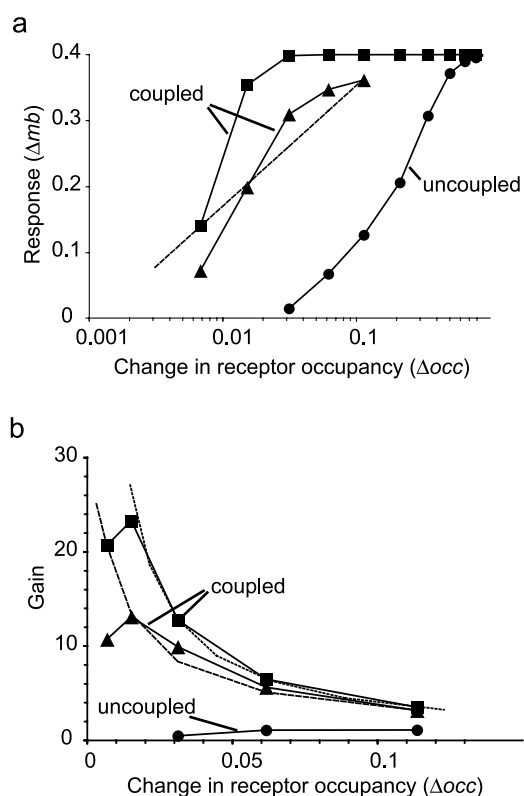 a
0.4
0.3
0.2
0.1
0
Response (Δmb)
coupled
uncoupled
0.001
0.01
0.1
Change in receptor occupancy (Δocc)
b
30
20
10
0
Gain
coupled
uncoupled
0
0.05
0.1
Change in receptor occupancy (Δocc)